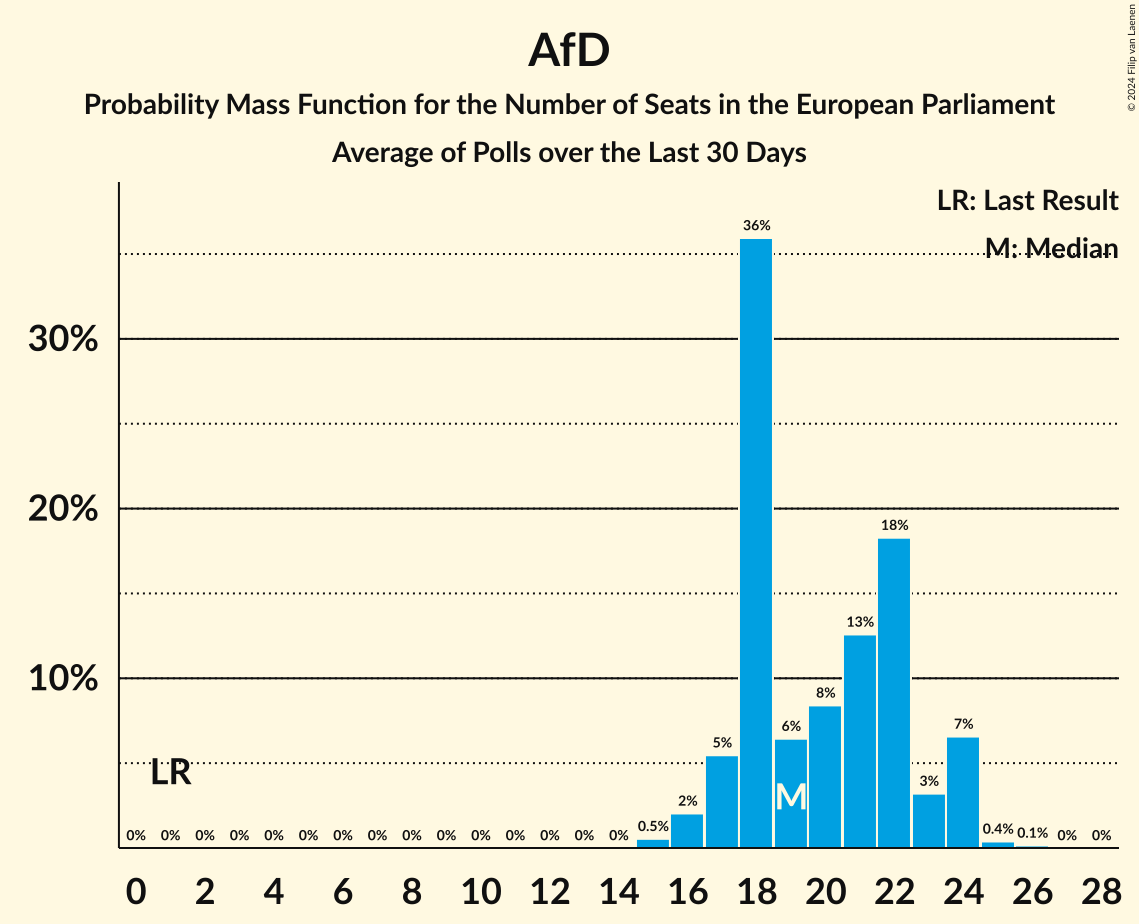 AfD
Probability Mass Function for the Number of Seats in the European Parliament
Average of Polls over the Last 30 Days
© 2024 Filip van Laenen
LR: Last Result
M: Median
30%
20%
10%
36%
18%
13%
8%
7%
6%
5%
3%
2%
LR
M
0% 0% 0% 0% 0% 0% 0% 0% 0% 0% 0% 0% 0% 0% 0% 0.5% 0.4% 0.1% 0% 0%
0 2 4 6 8 10 12 14 16 18 20 22 24 26 28